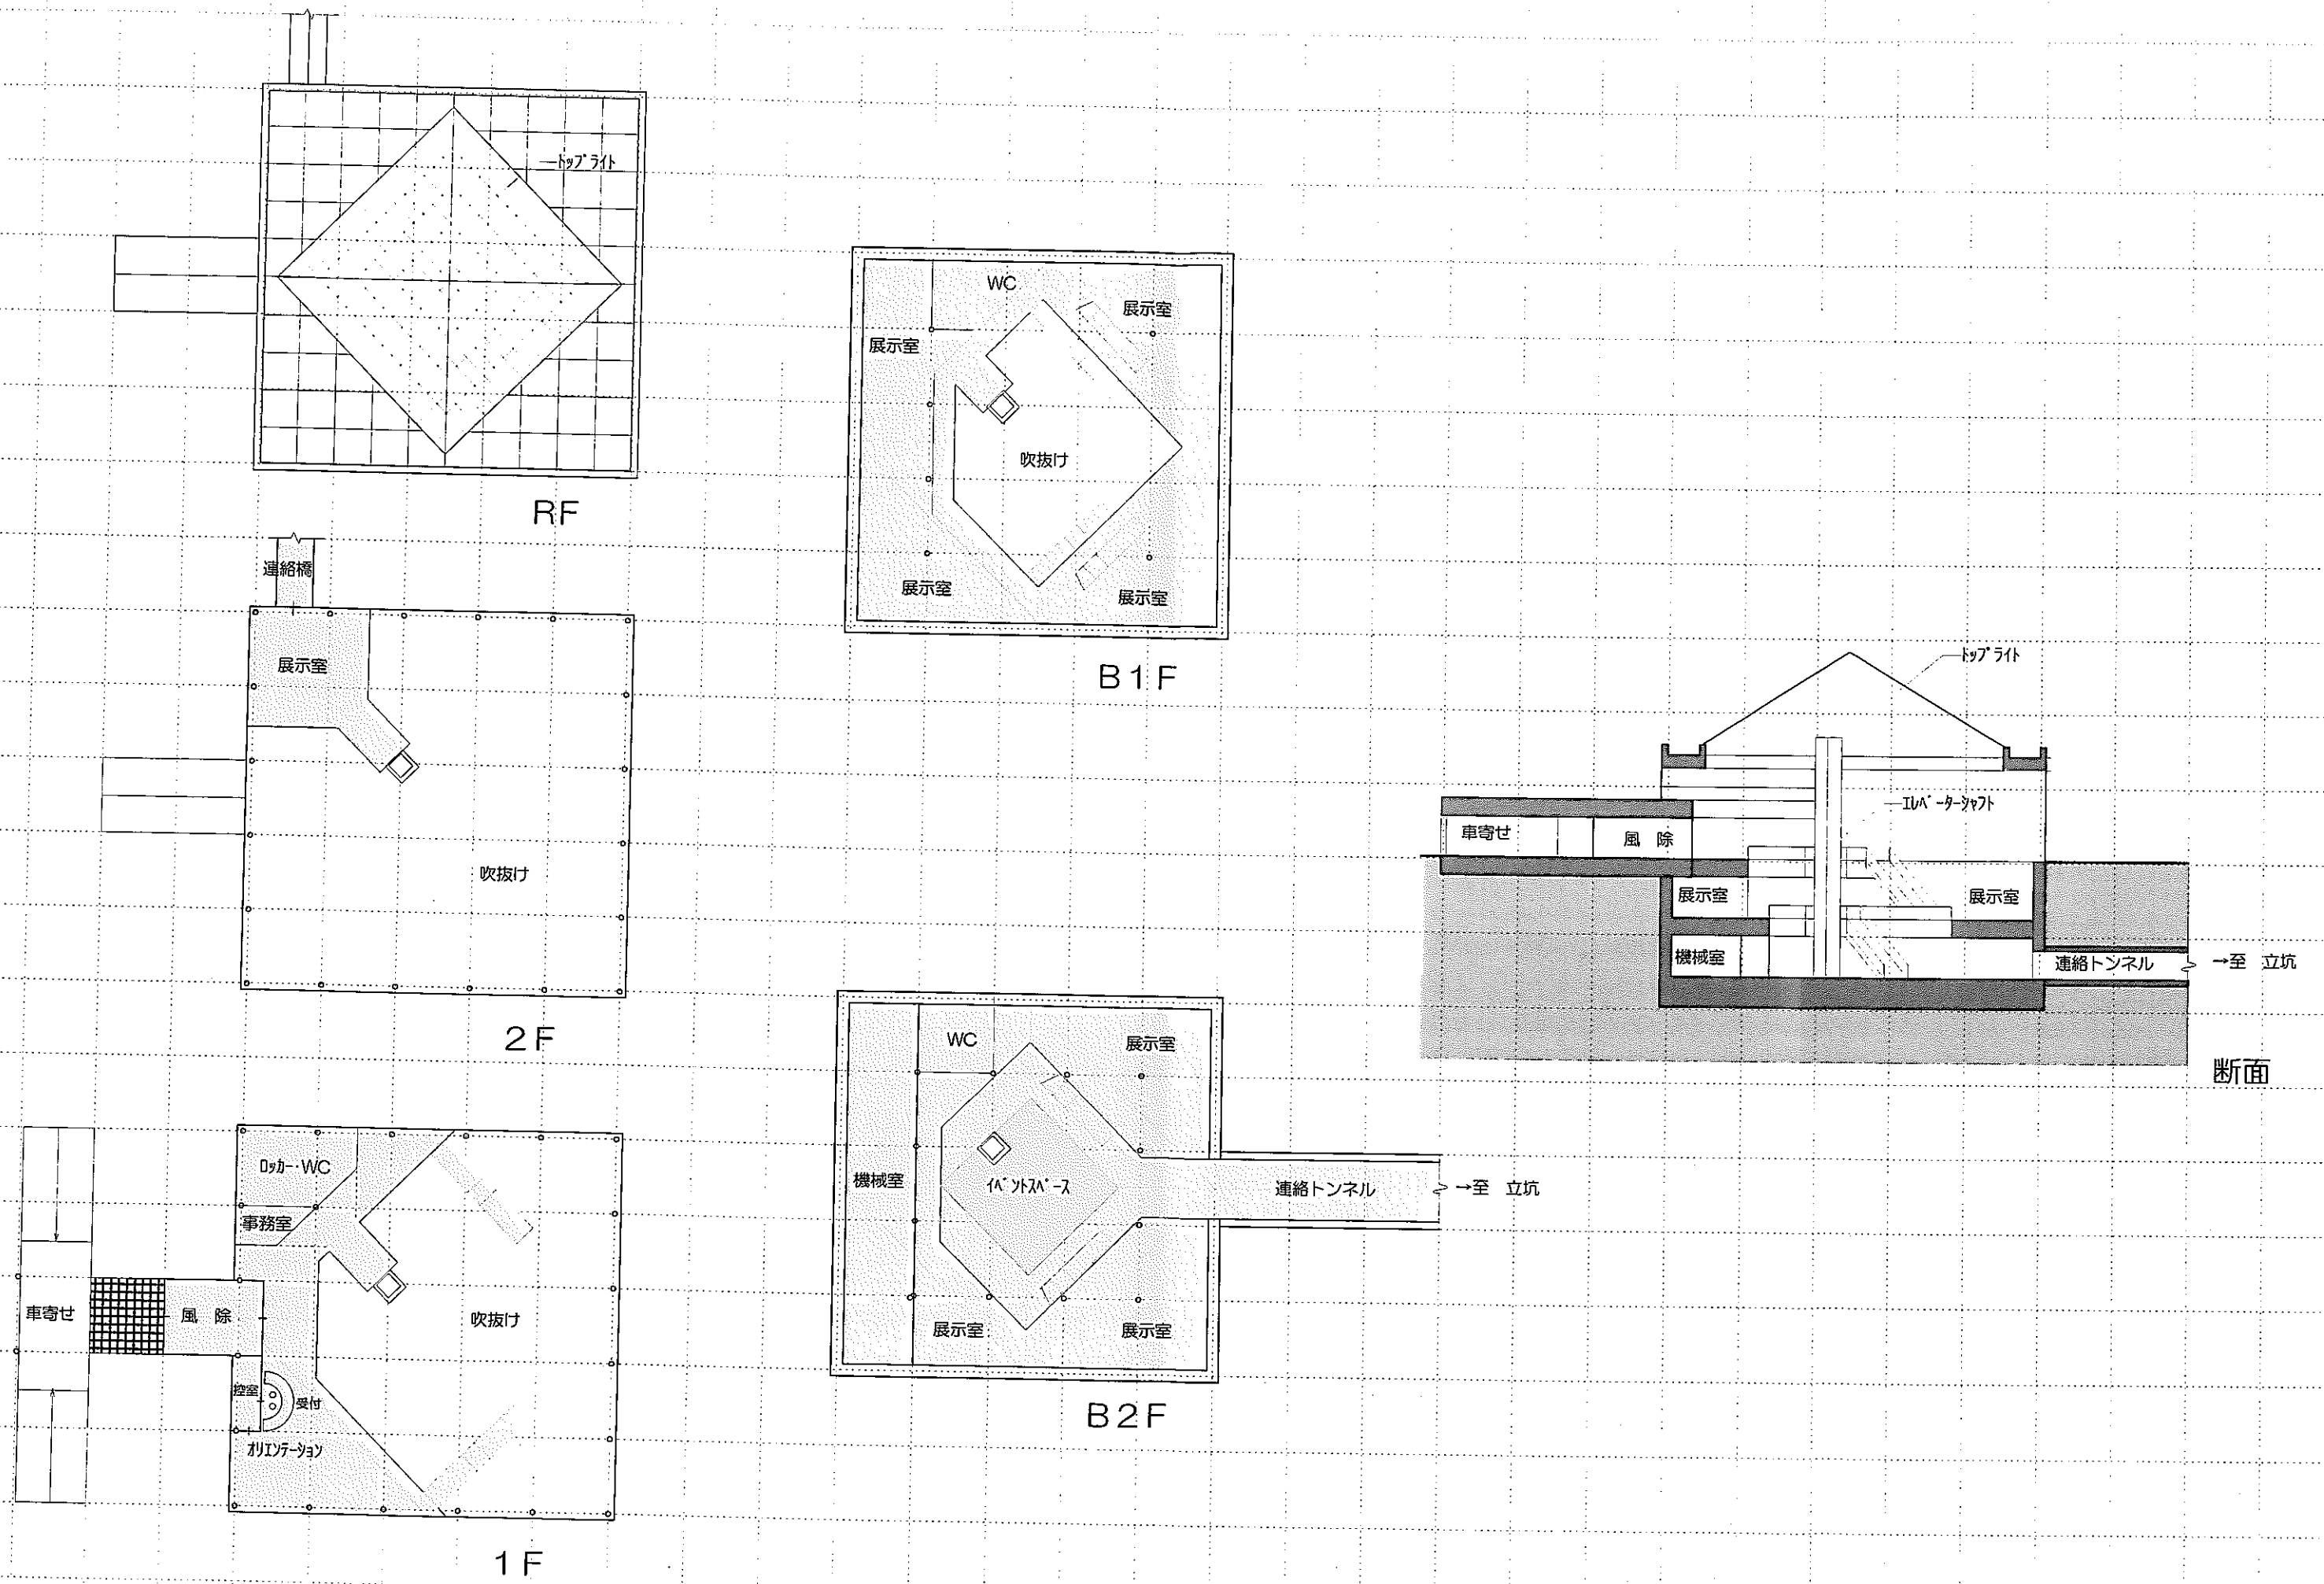 トップライト
RF
連絡橋
展示室
吹抜け
2F
ロッカー・WC
事務室
車寄せ
風 除
吹抜け
控室
受付
オリエンテーション
1F
WC
展示室
展示室
吹抜け
展示室
展示室
B1F
WC
展示室
機械室
イベントスペース
連絡トンネル
→至 立坑
展示室
展示室
B2F
トップライト
エレベーターシャフト
車寄せ
風 除
展示室
展示室
機械室
連絡トンネル
→至 立坑
断面